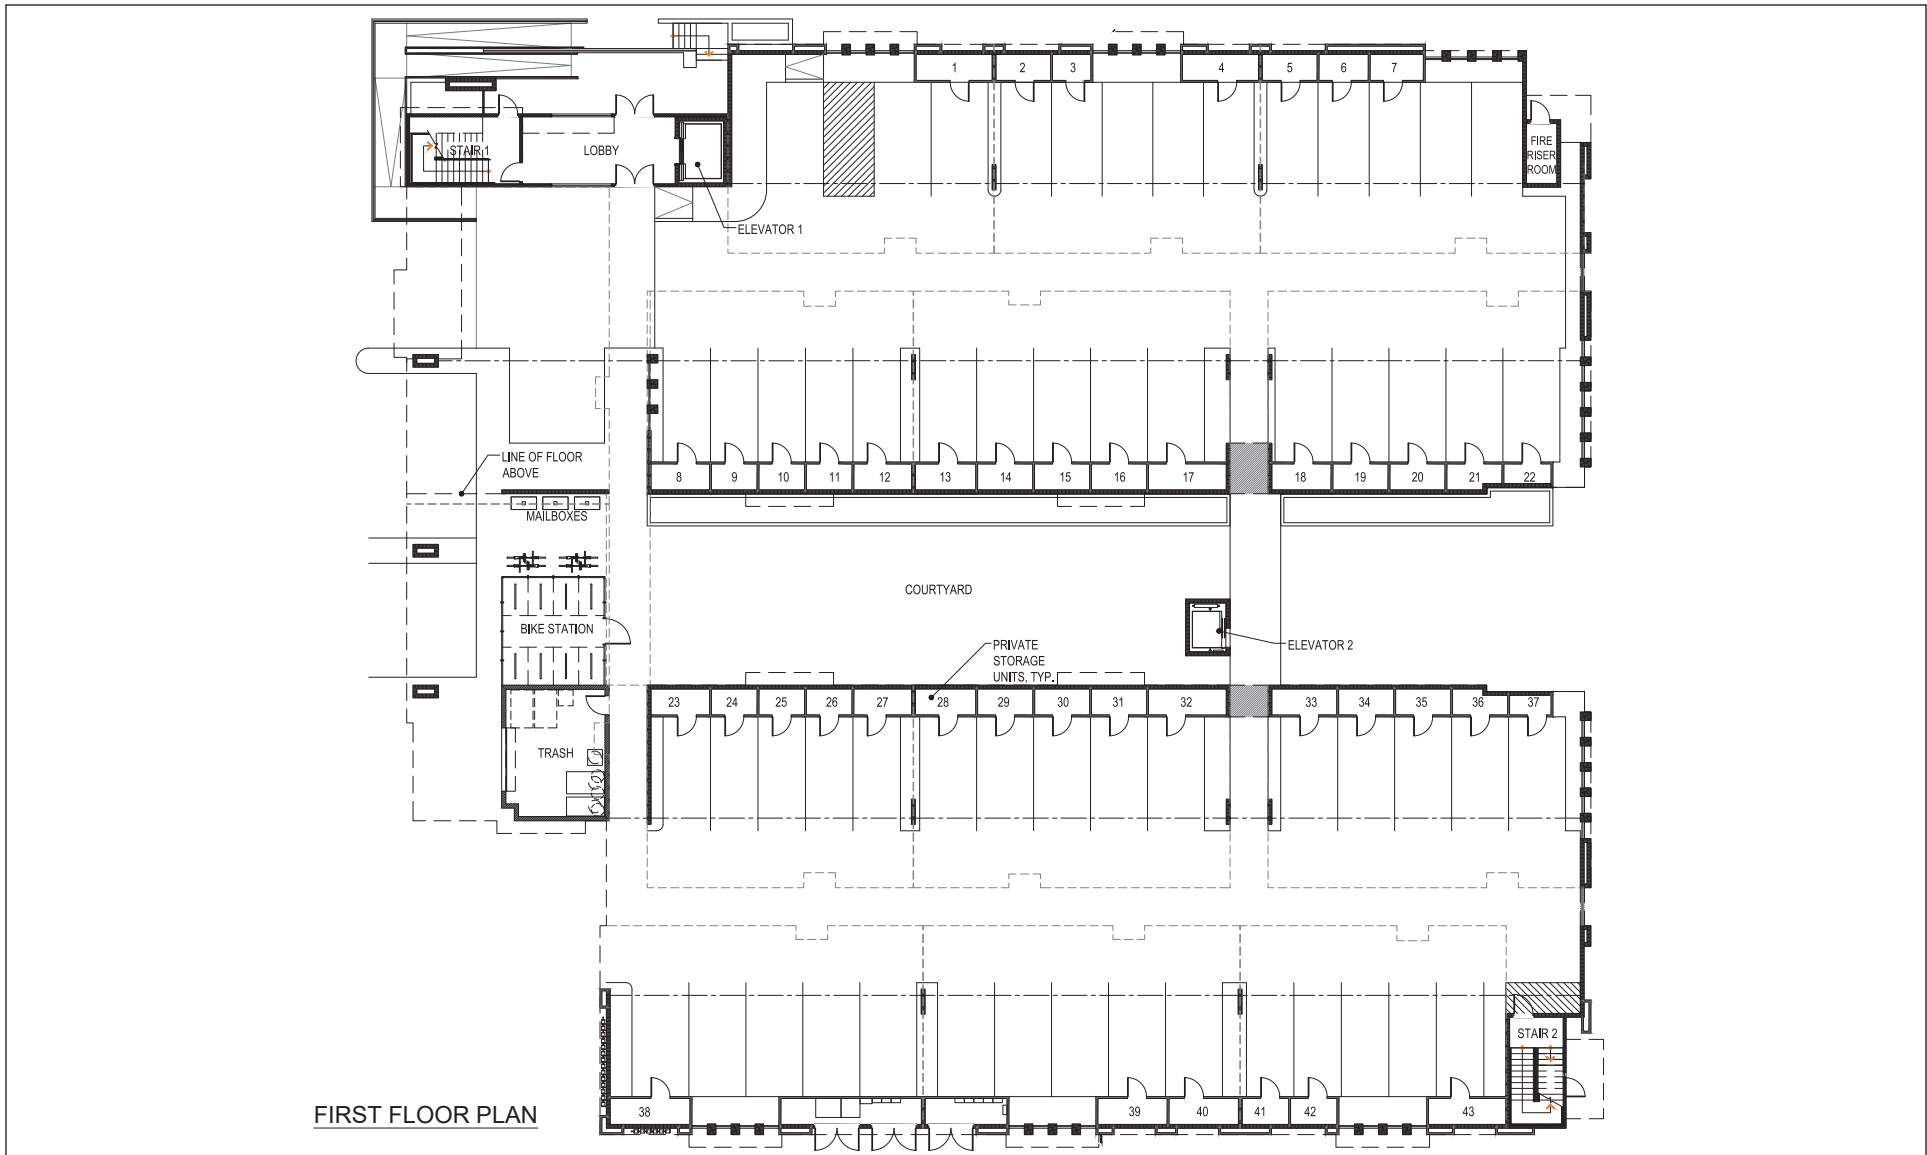 1 2 3 4 5 6 7
STAIR 1
LOBBY
FIRE
RISER
ROOM
ELEVATOR 1
LINE OF FLOOR
ABOVE
8 9 10 11 12 13 14 15 16 17 18 19 20 21 22
MAILBOXES
COURTYARD
BIKE STATION
PRIVATE
STORAGE
UNITS, TYP.
ELEVATOR 2
23 24 25 26 27 28 29 30 31 32 33 34 35 36 37
TRASH
STAIR 2
38 39 40 41 42 43
FIRST FLOOR PLAN